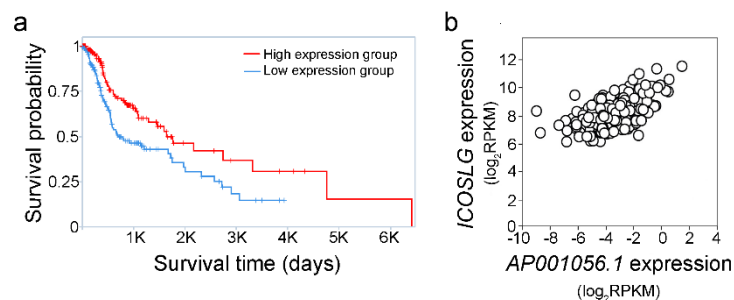 a
Survival probability
1
0.75
0.5
0.25
0
High expression group
Low expression group
1K 2K 3K 4K 5K 6K
Survival time (days)
b
ICOSLG expression
(log2RPKM)
12
10
8
6
4
2
0
-10 -8 -6 -4 -2 0 2 4
AP001056.1 expression
(log2RPKM)